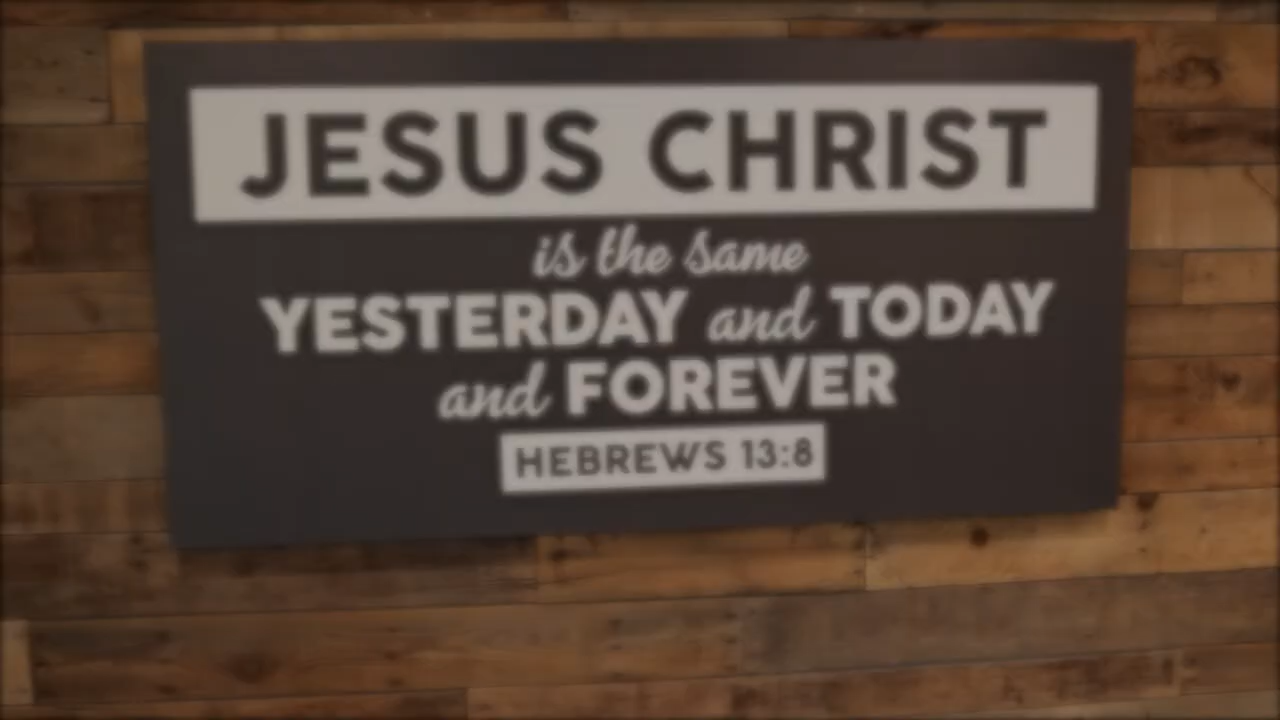 JESUS CHRIST
is the same
YESTERDAY and TODAY
and FOREVER
HEBREWS 13:8